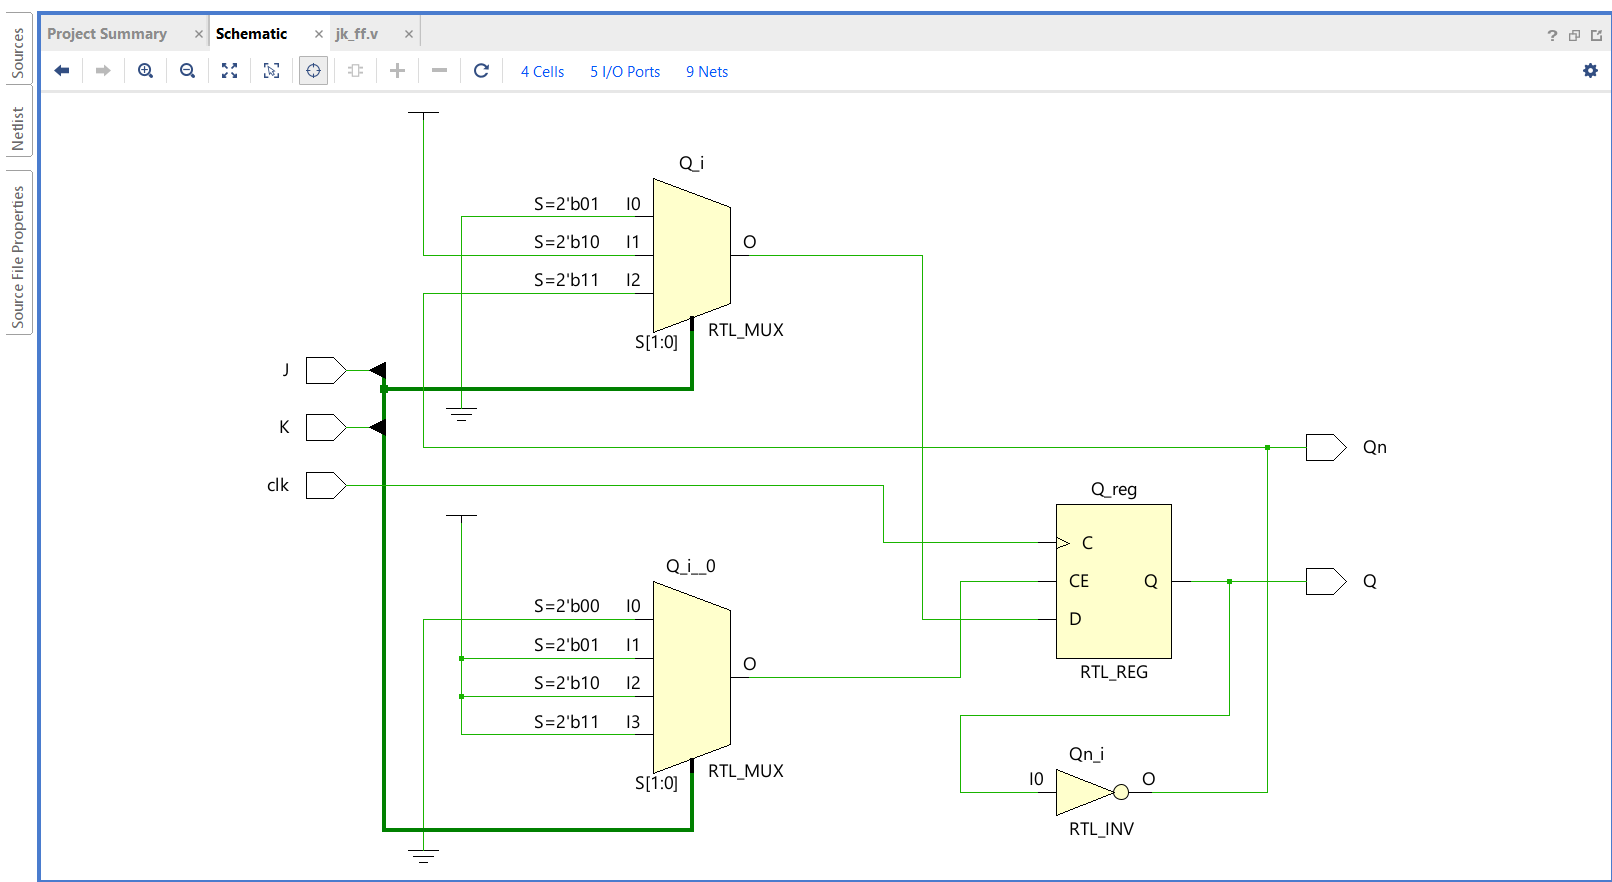 Project Summary × Schematic × jk_ff.v ×
?
4 Cells 5 I/O Ports 9 Nets
Sources
Netlist
Source File Properties
Q_i
S=2'b01 I0
S=2'b10 I1 O
S=2'b11 I2
S[1:0] RTL_MUX
J
K
clk
Qn
Q_reg
C
CE Q
D
RTL_REG
Q
Q_i__0
S=2'b00 I0
S=2'b01 I1
O
S=2'b10 I2
S=2'b11 I3
S[1:0] RTL_MUX
Qn_i
I0 O
RTL_INV